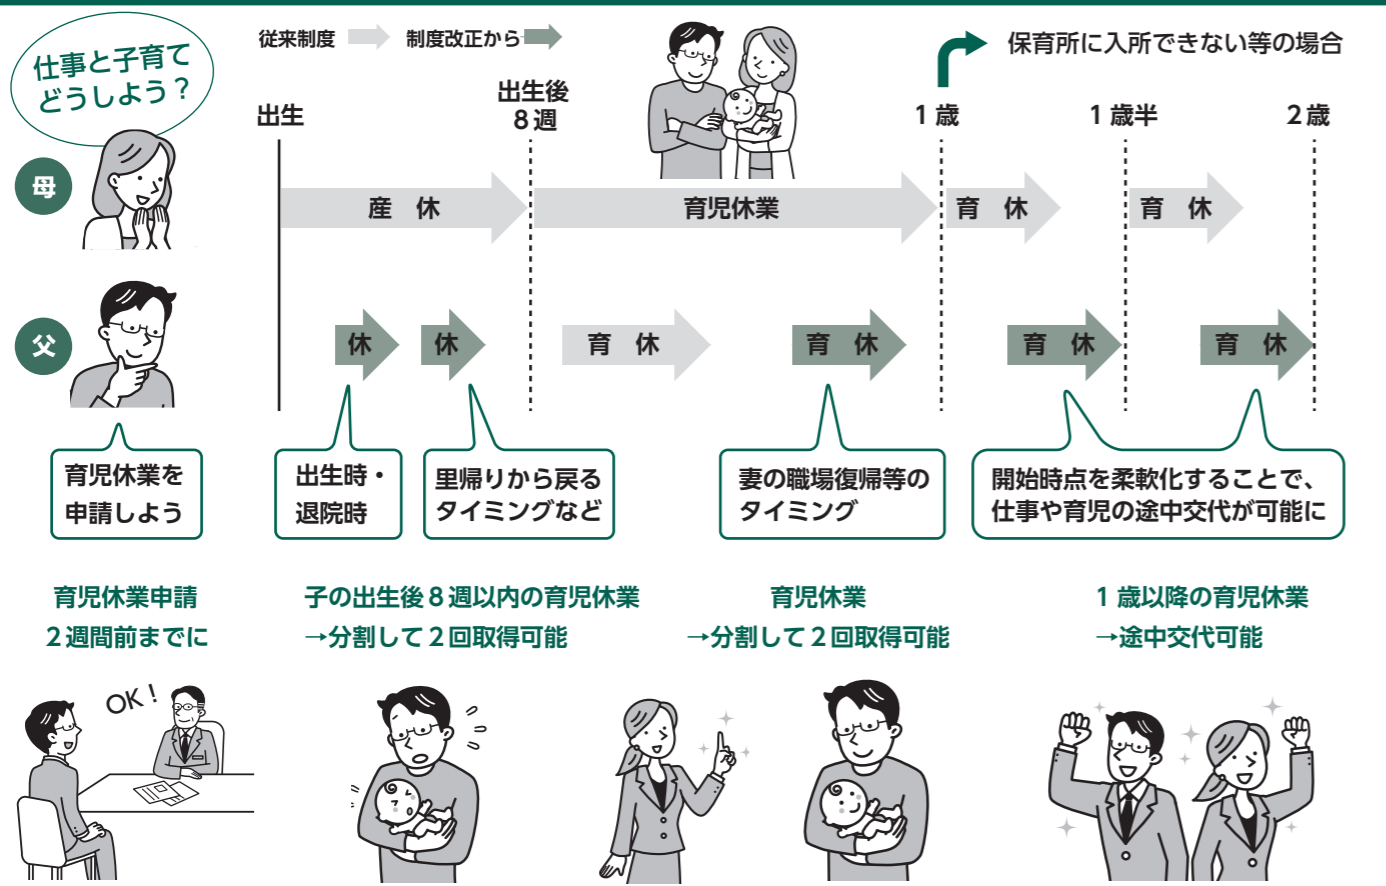 従来制度
制度改正から
仕事と子育て
どうしよう？
保育所に入所できない等の場合
出生
出生後
８週
１歳
１歳半
２歳
母
産　休
育児休業
育　休
育　休
父
休
休
育　休
育　休
育　休
育　休
育児休業を
申請しよう
出生時・
退院時
里帰りから戻る
タイミングなど
妻の職場復帰等の
タイミング
開始時点を柔軟化することで、
仕事や育児の途中交代が可能に
育児休業申請
２週間前までに
子の出生後８週以内の育児休業
→分割して２回取得可能
育児休業
→分割して２回取得可能
１歳以降の育児休業
→途中交代可能
OK！